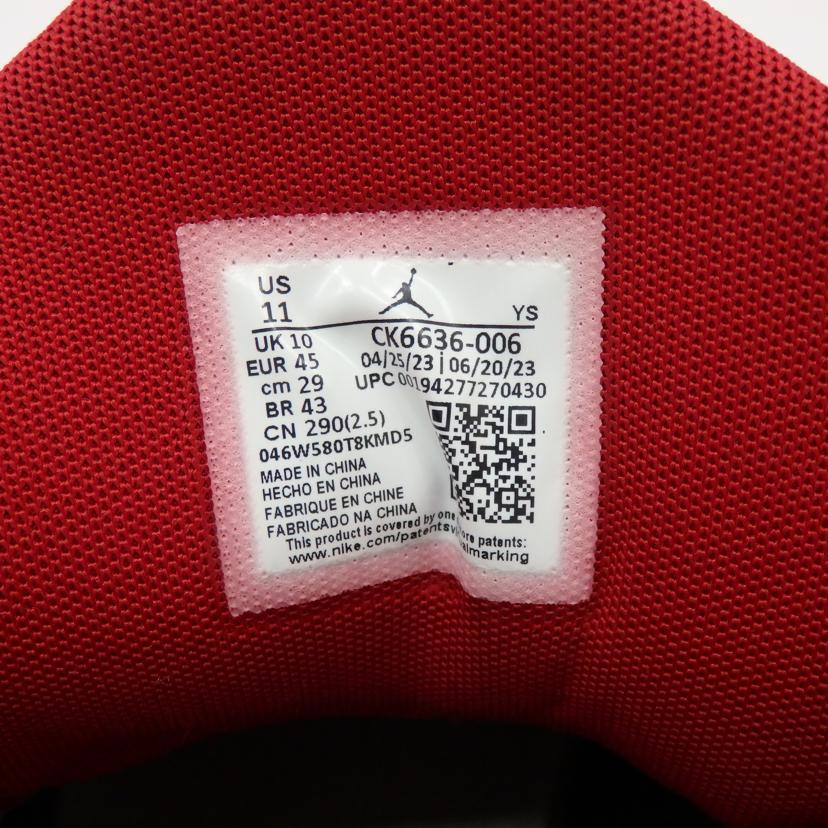 US
11
YS
UK 10
EUR 45
cm 29
BR 43
CN 290(2.5)
CK6636-006
04/25/23 | 06/20/23
UPC 00194277270430
046W580T8KMD5
MADE IN CHINA
HECHO EN CHINA
FABRIQUE EN CHINE
FABRICADO NA CHINA
This product is covered by one patents:
www.nike.com/patents